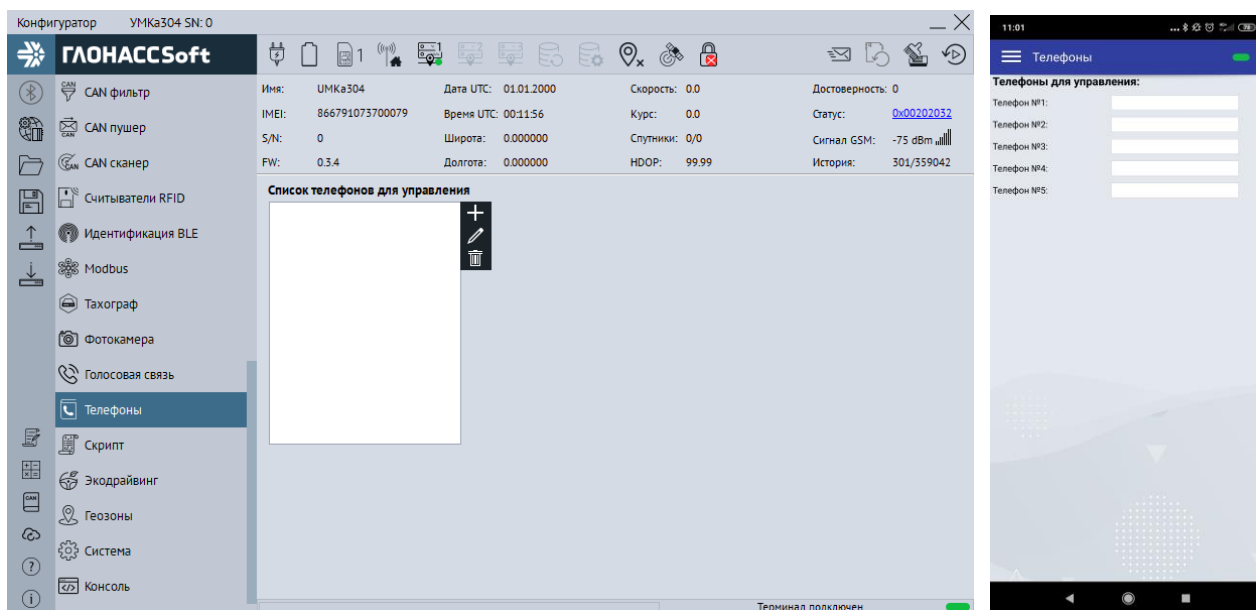 Конфигуратор УМКа304 SN: 0
ГЛОНАССSoft
1
1
2
3
CAN фильтр
CAN пушер
CAN сканер
Считыватели RFID
Идентификация BLE
Modbus
Тахограф
Фотокамера
Голосовая связь
Телефоны
Скрипт
Экодрайвинг
Геозоны
Система
Консоль
Имя: UMKa304 Дата UTC: 01.01.2000 Скорость: 0.0 Достоверность: 0
IMEI: 866791073700079 Время UTC: 00:11:56 Курс: 0.0 Статус: 0x00202032
S/N: 0 Широта: 0.000000 Спутники: 0/0 Сигнал GSM: -75 dBm
FW: 0.3.4 Долгота: 0.000000 HDOP: 99.99 История: 301/359042
Список телефонов для управления
Терминал подключен
11:01
Телефоны
Телефоны для управления:
Телефон №1:
Телефон №2:
Телефон №3:
Телефон №4:
Телефон №5: